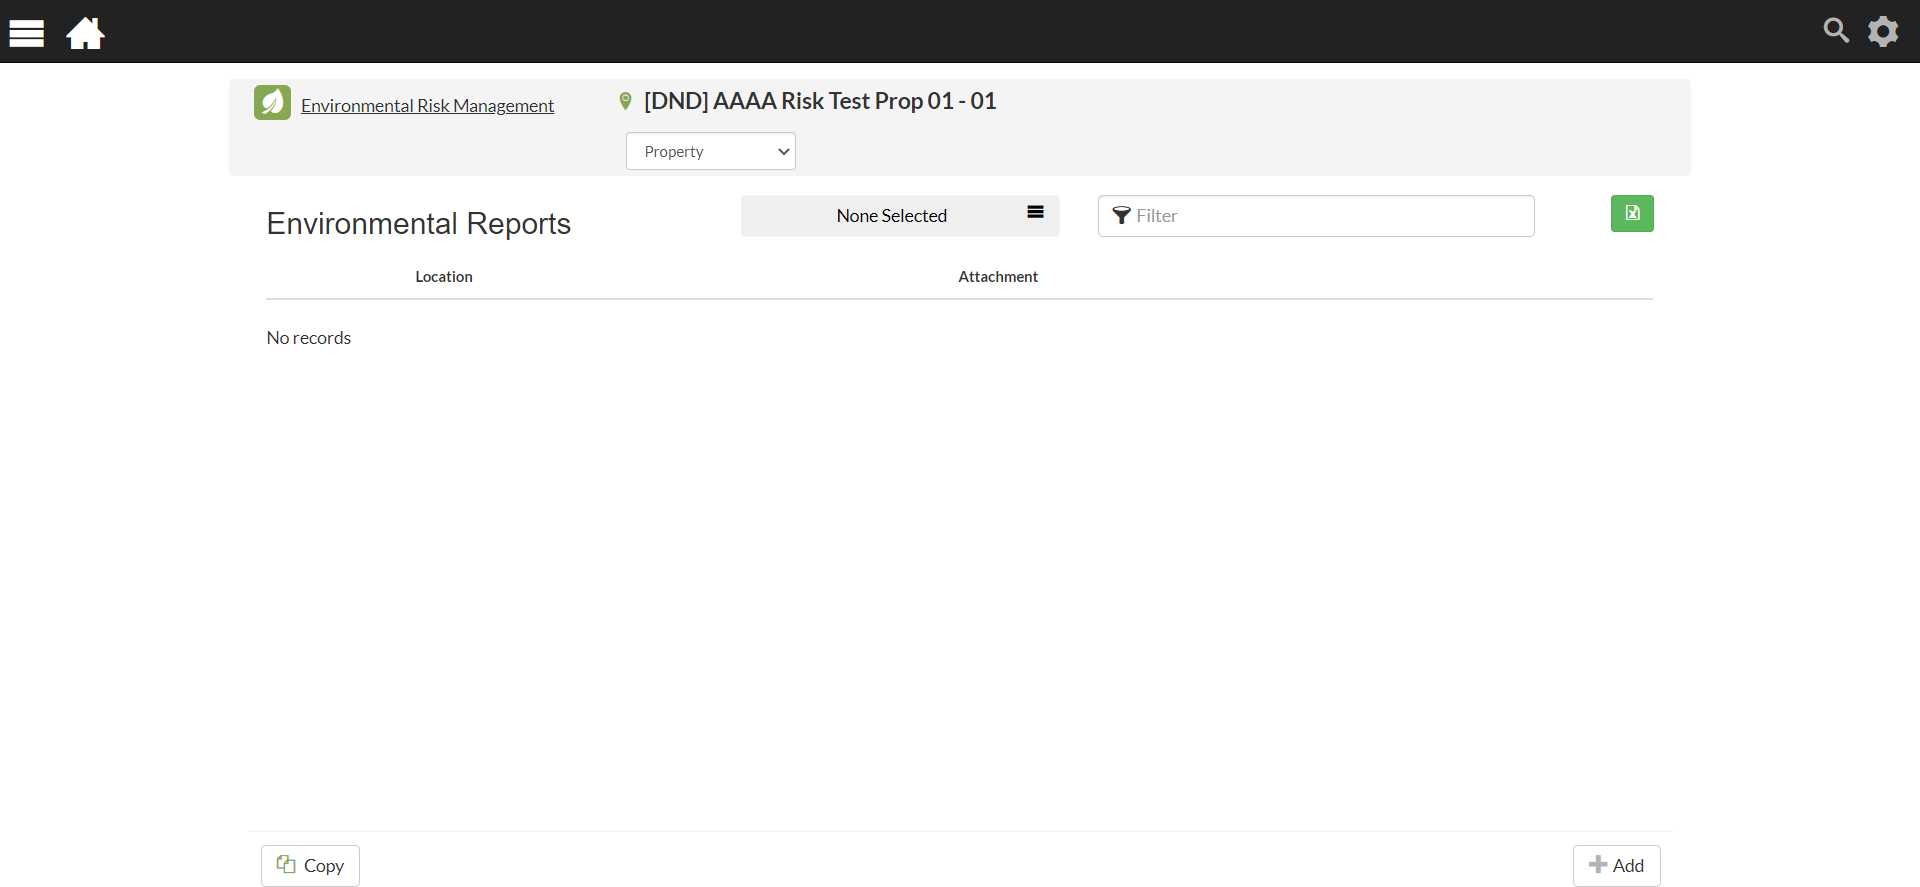 Environmental Risk Management
[DND] AAAA Risk Test Prop 01 - 01
Property
Environmental Reports
None Selected
Filter
Location
Attachment
No records
Copy
Add